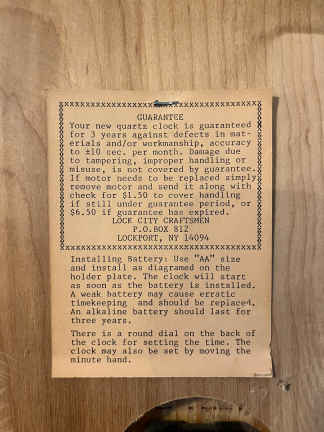 xxxxxxxxxxxxxxxxxxxxxxxxxxxxxxxxxxxxx
GUARANTEE
Your new quartz clock is guaranteed
for 3 years against defects in mat-
erials and/or workmanship, accuracy
to ±10 sec. per month. Damage due
to tampering, improper handling or
misuse, is not covered by guarantee.
If motor needs to be replaced simply
remove motor and send it along with
check for $1.50 to cover handling
if still under guarantee period, or
$6.50 if guarantee has expired.
LOCK CITY CRAFTSMEN
P.O.BOX 812
LOCKPORT, NY 14094
xxxxxxxxxxxxxxxxxxxxxxxxxxxxxxxxxxxxx
Installing Battery: Use "AA" size
and install as diagramed on the
holder plate. The clock will start
as soon as the battery is installed.
A weak battery may cause erratic
timekeeping and should be replaced.
An alkaline battery should last for
three years.
There is a round dial on the back of
the clock for setting the time. The
clock may also be set by moving the
minute hand.